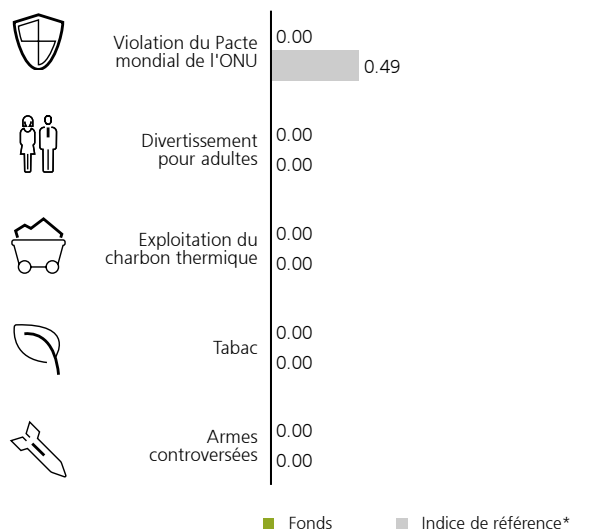 Violation du Pacte
mondial de l'ONU
0.00
0.49
Divertissement
pour adultes
0.00
0.00
Exploitation du
charbon thermique
0.00
0.00
Tabac
0.00
0.00
Armes
controversées
0.00
0.00
Fonds
Indice de référence*